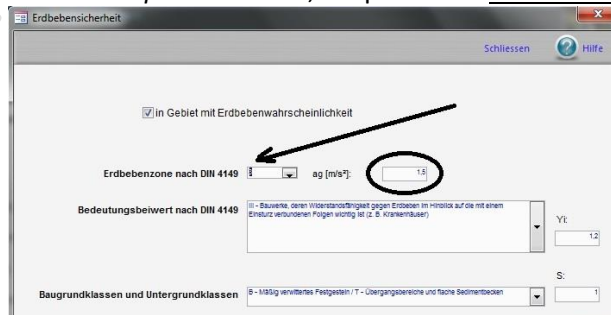 Erdbebensicherheit
Schliessen
Hilfe
in Gebiet mit Erdbebenwahrscheinlichkeit
Erdbebenzone nach DIN 4149
ag [m/s²]:
1,5
Bedeutungsbeiwert nach DIN 4149
III - Bauwerke, deren Widerstandsfähigkeit gegen Erdbeben im Hinblick auf die mit einem
Einsturz verbundenen Folgen wichtig ist (z. B. Krankenhäuser)
Yi:
1,2
S:
Baugrundklassen und Untergrundklassen
B - Mäßig verwittertes Festgestein / T - Übergangsbereiche und flache Sedimentbecken
1